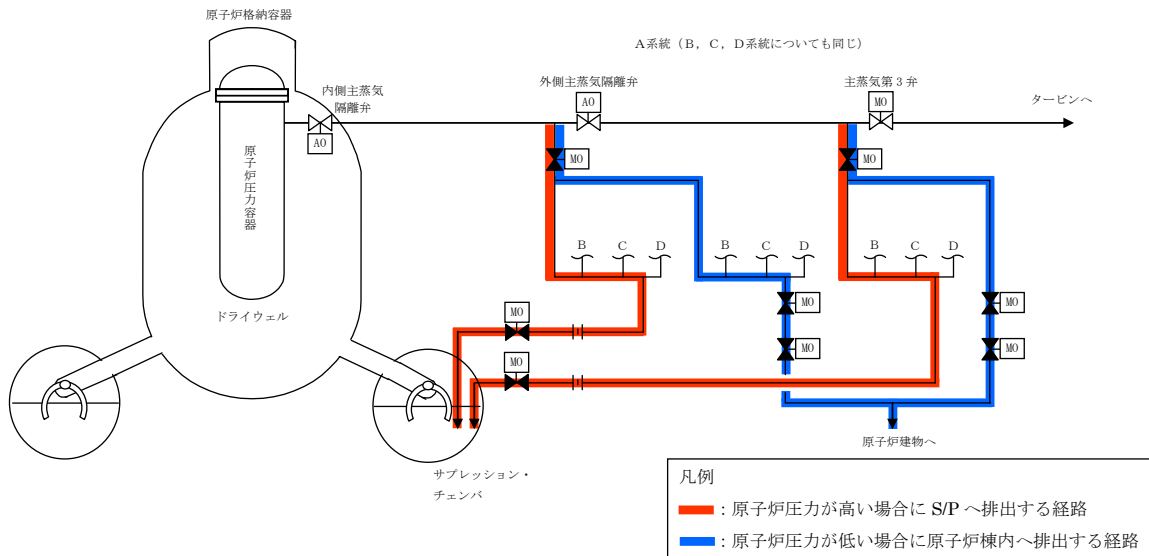 原子炉格納容器
A系統（B，C，D系統についても同じ）
内側主蒸気
隔離弁
外側主蒸気隔離弁
主蒸気第3弁
タービンへ
AO
AO
MO
原子炉圧力容器
MO
MO
B
C
D
B
C
D
B
C
D
ドライウェル
MO
MO
MO
MO
MO
MO
原子炉建物へ
サプレッション・
チェンバ
凡例
：原子炉圧力が高い場合に S/P へ排出する経路
：原子炉圧力が低い場合に原子炉棟内へ排出する経路